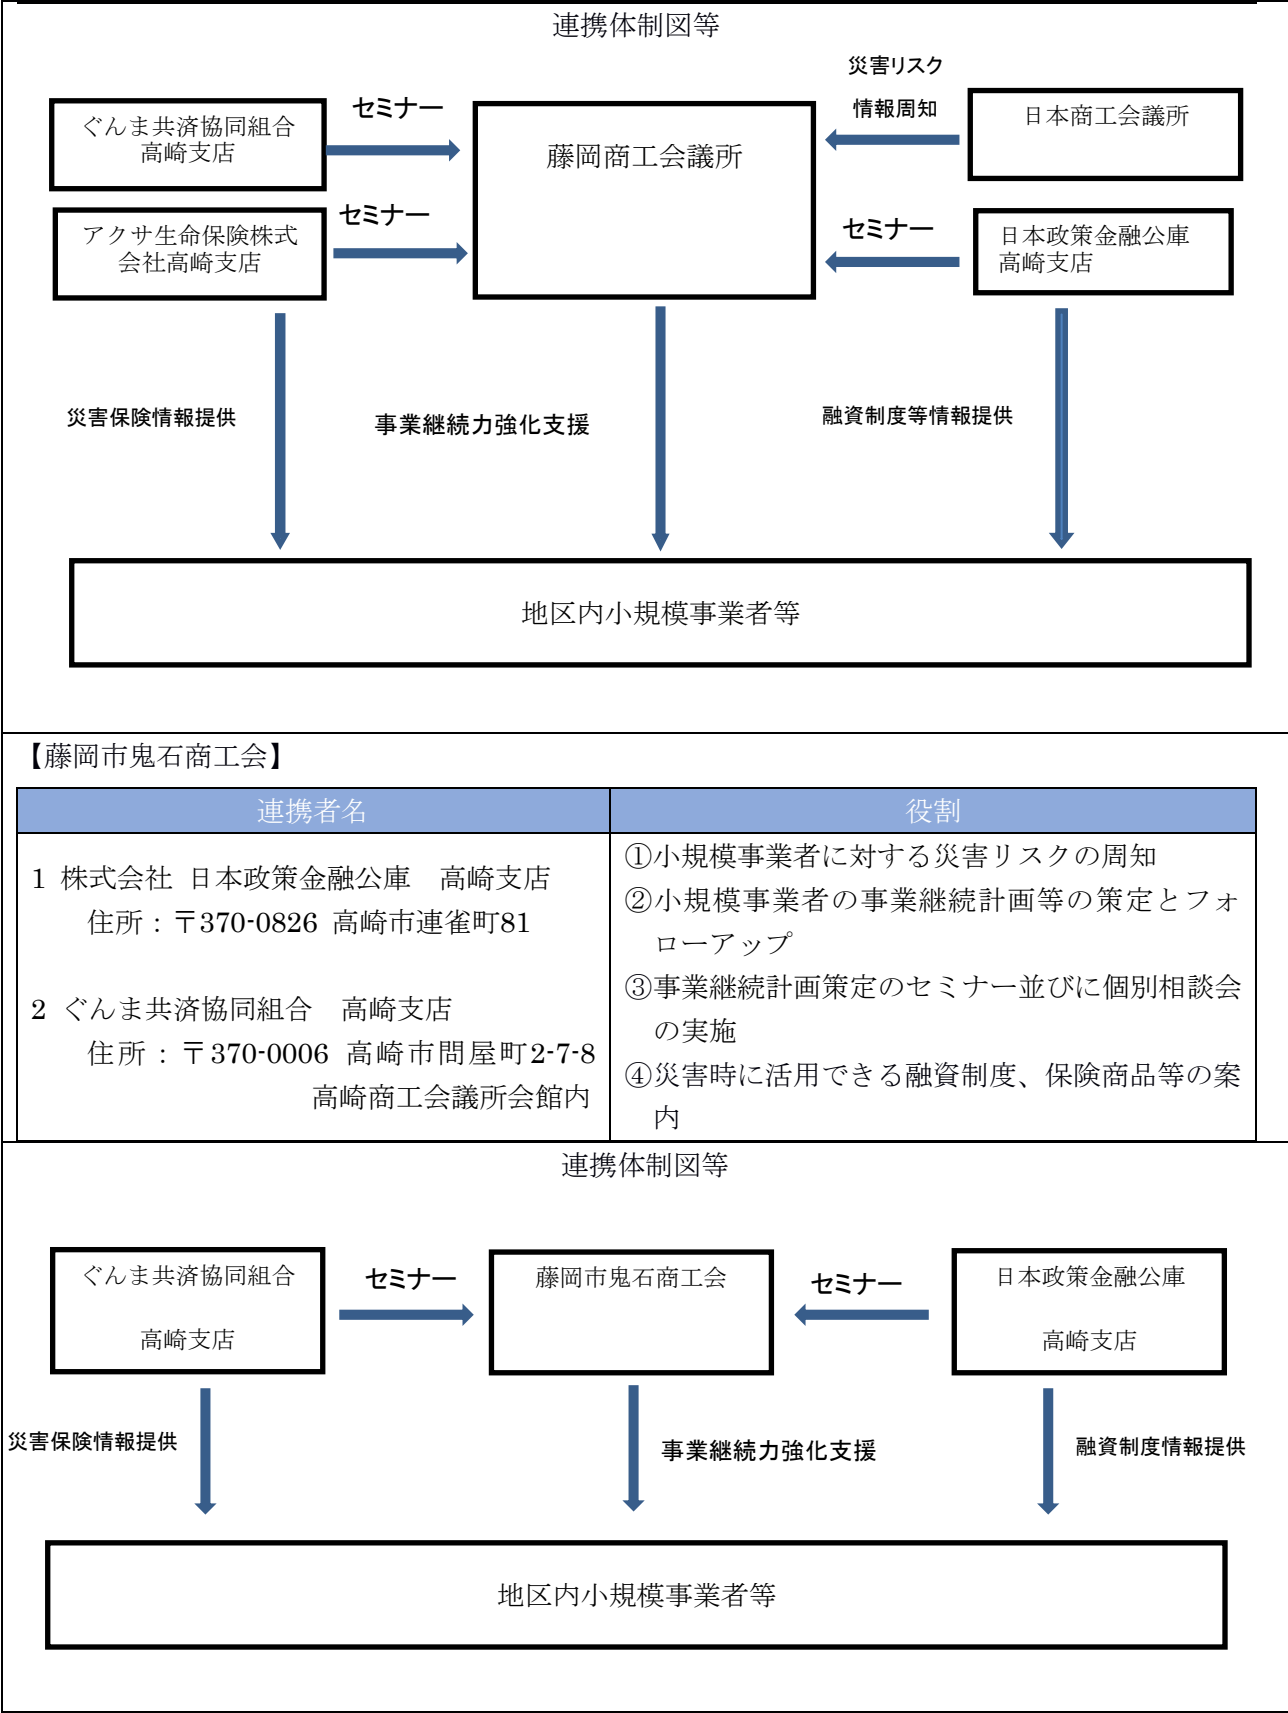 連携体制図等
災害リスク
情報周知
セミナー
ぐんま共済協同組合
高崎支店
藤岡商工会議所
日本商工会議所
セミナー
アクサ生命保険株式
会社高崎支店
セミナー
日本政策金融公庫
高崎支店
災害保険情報提供
事業継続力強化支援
融資制度等情報提供
地区内小規模事業者等
【藤岡市鬼石商工会】
連携者名
役割
1 株式会社 日本政策金融公庫　高崎支店
住所：〒370-0826 高崎市連雀町81
2 ぐんま共済協同組合　高崎支店
住所：〒370-0006 高崎市問屋町2-7-8
高崎商工会議所会館内
①小規模事業者に対する災害リスクの周知
②小規模事業者の事業継続計画等の策定とフォ
ローアップ
③事業継続計画策定のセミナー並びに個別相談会
の実施
④災害時に活用できる融資制度、保険商品等の案
内
連携体制図等
ぐんま共済協同組合
高崎支店
セミナー
藤岡市鬼石商工会
セミナー
日本政策金融公庫
高崎支店
災害保険情報提供
事業継続力強化支援
融資制度情報提供
地区内小規模事業者等